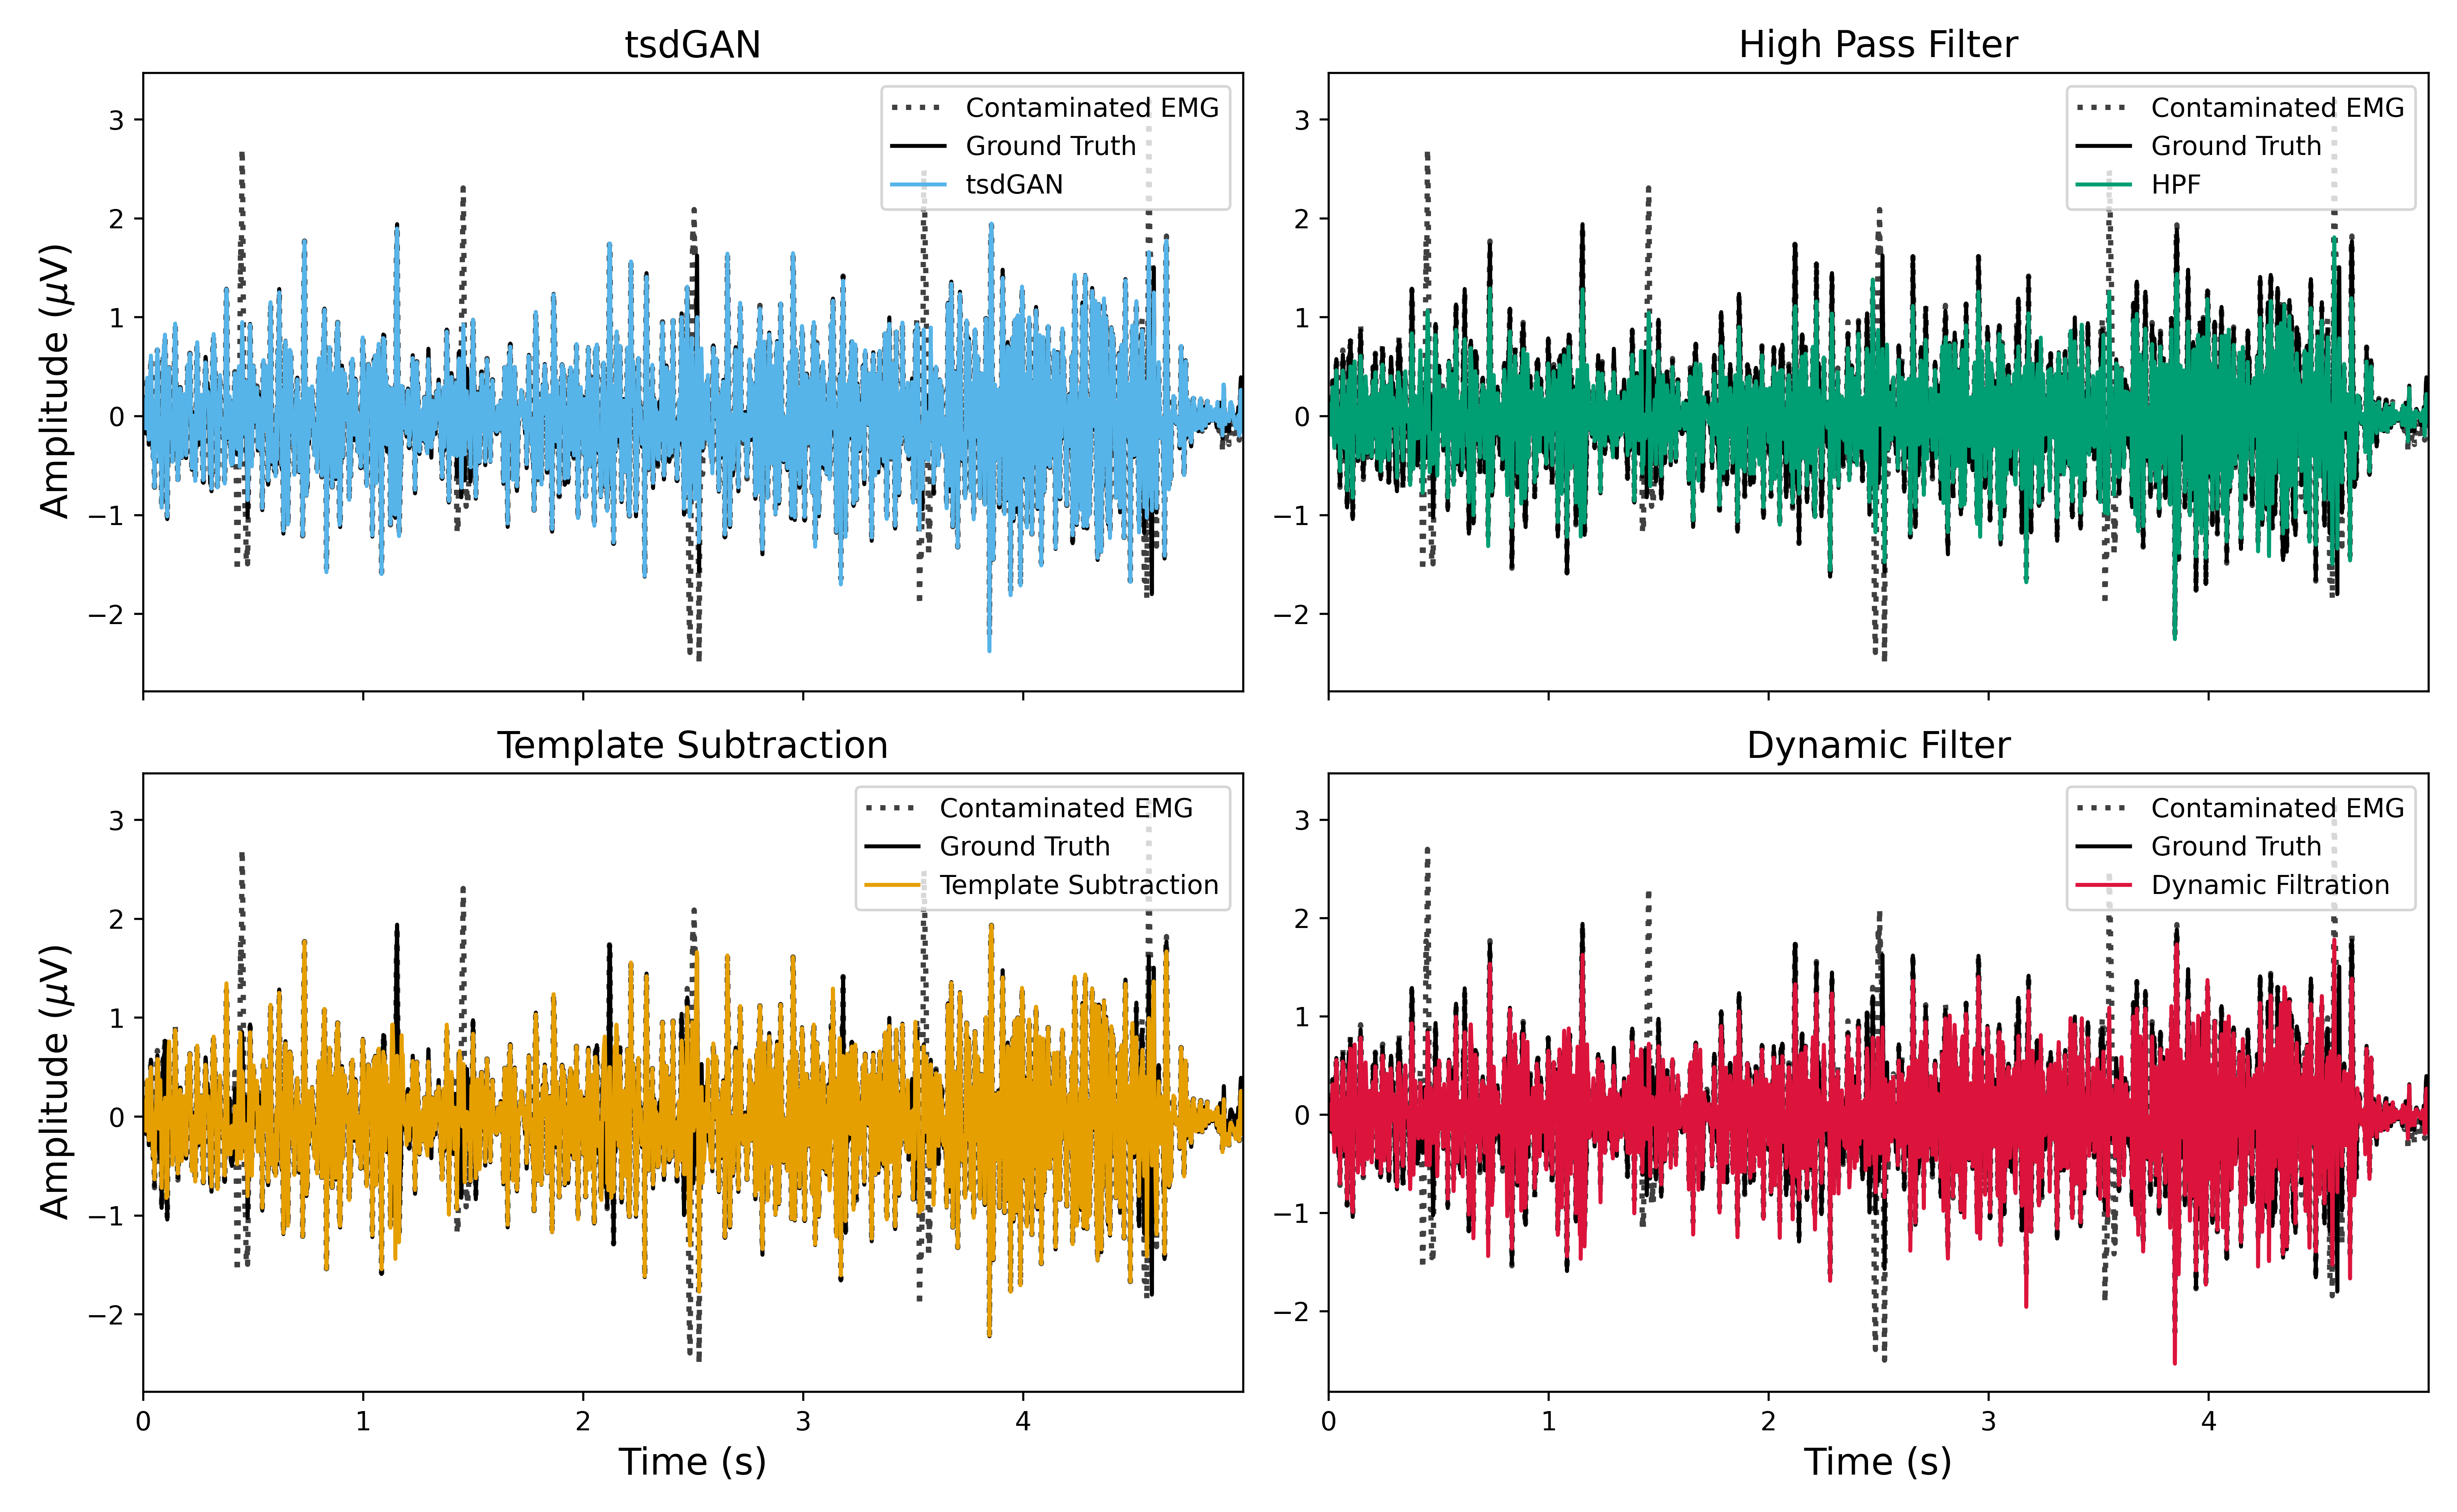 tsdGAN
Contaminated EMG
Ground Truth
tsdGAN
3
2
1
0
−1
−2
Amplitude (μV)
High Pass Filter
Contaminated EMG
Ground Truth
HPF
3
2
1
0
−1
−2
Template Subtraction
Contaminated EMG
Ground Truth
Template Subtraction
3
2
1
0
−1
−2
Amplitude (μV)
0 1 2 3 4
Time (s)
Dynamic Filter
Contaminated EMG
Ground Truth
Dynamic Filtration
3
2
1
0
−1
−2
0 1 2 3 4
Time (s)